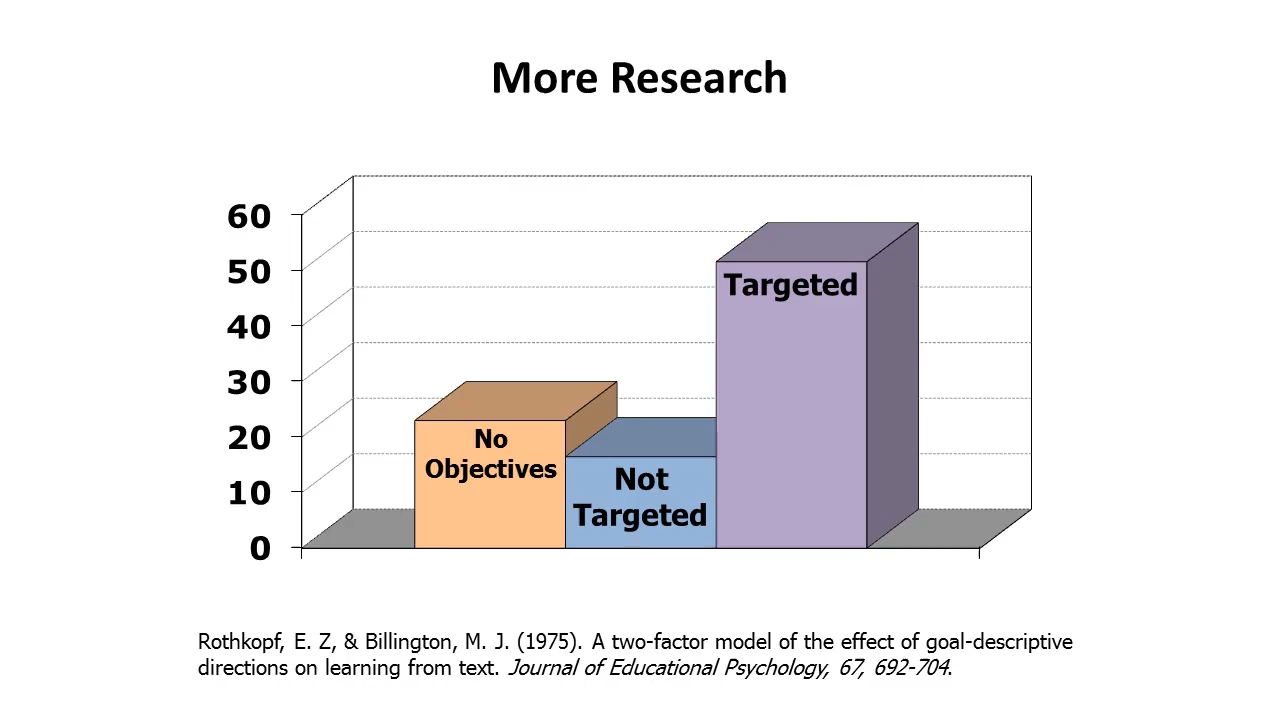 More Research
60
50
40
30
20
10
0
No
Objectives
Not
Targeted
Targeted
Rothkopf, E. Z, & Billington, M. J. (1975). A two-factor model of the effect of goal-descriptive
directions on learning from text. Journal of Educational Psychology, 67, 692-704.